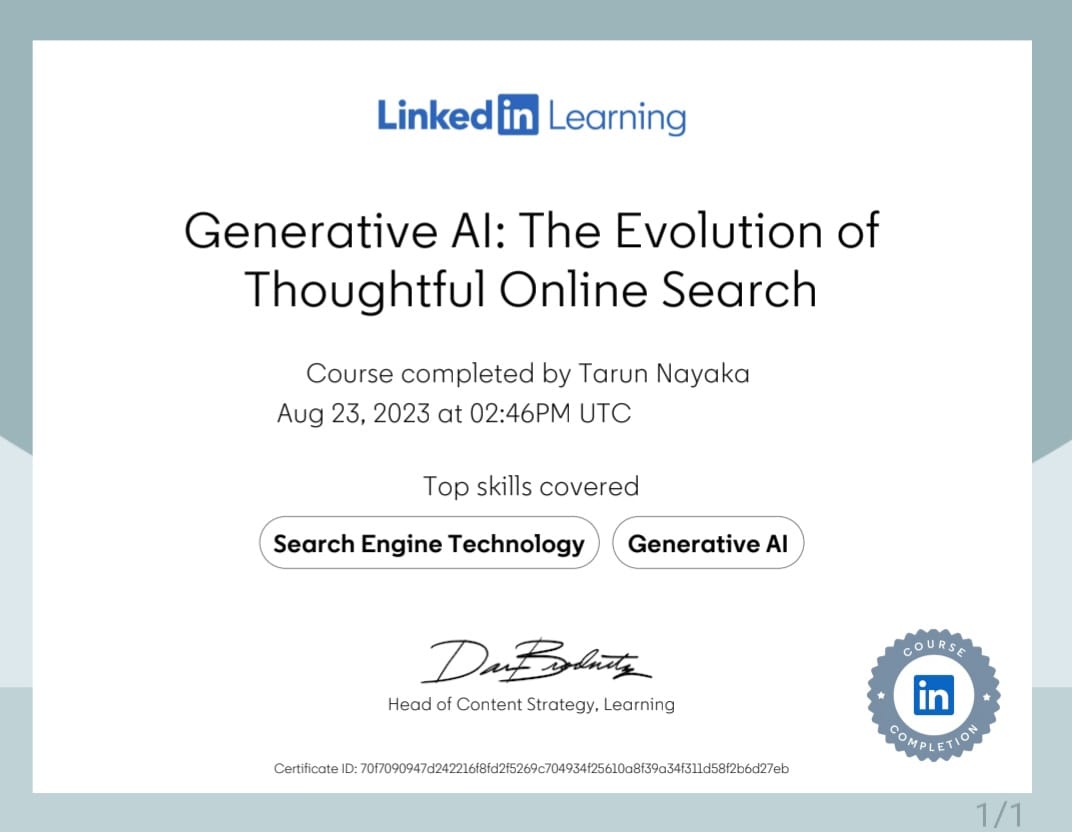 Linked in Learning
Generative AI: The Evolution of
Thoughtful Online Search
Course completed by Tarun Nayaka
Aug 23, 2023 at 02:46PM UTC
Top skills covered
Search Engine Technology
Generative AI
Dan Brodnitz
Head of Content Strategy, Learning
COURSE
in
COMPLETION
Certificate ID: 70f7090947d242216f8fd2f5269c704934f25610a8f39a34f311d58f2b6d27eb
1/1